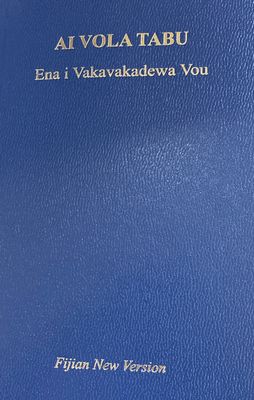 AI VOLA TABU
Ena i Vakavakadewa Vou
Fijian New Version